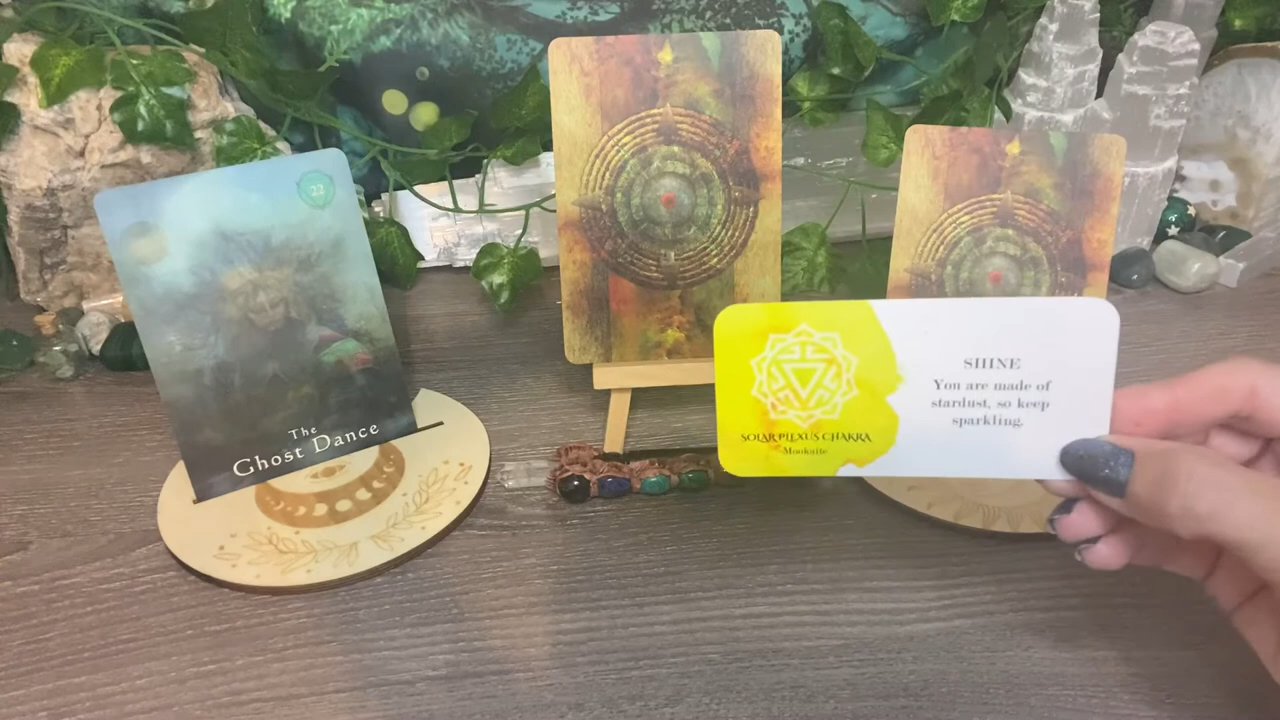 22
The
Ghost Dance
SOLAR PLEXUS CHAKRA
Mookaite
SHINE
You are made of
stardust, so keep
sparkling.